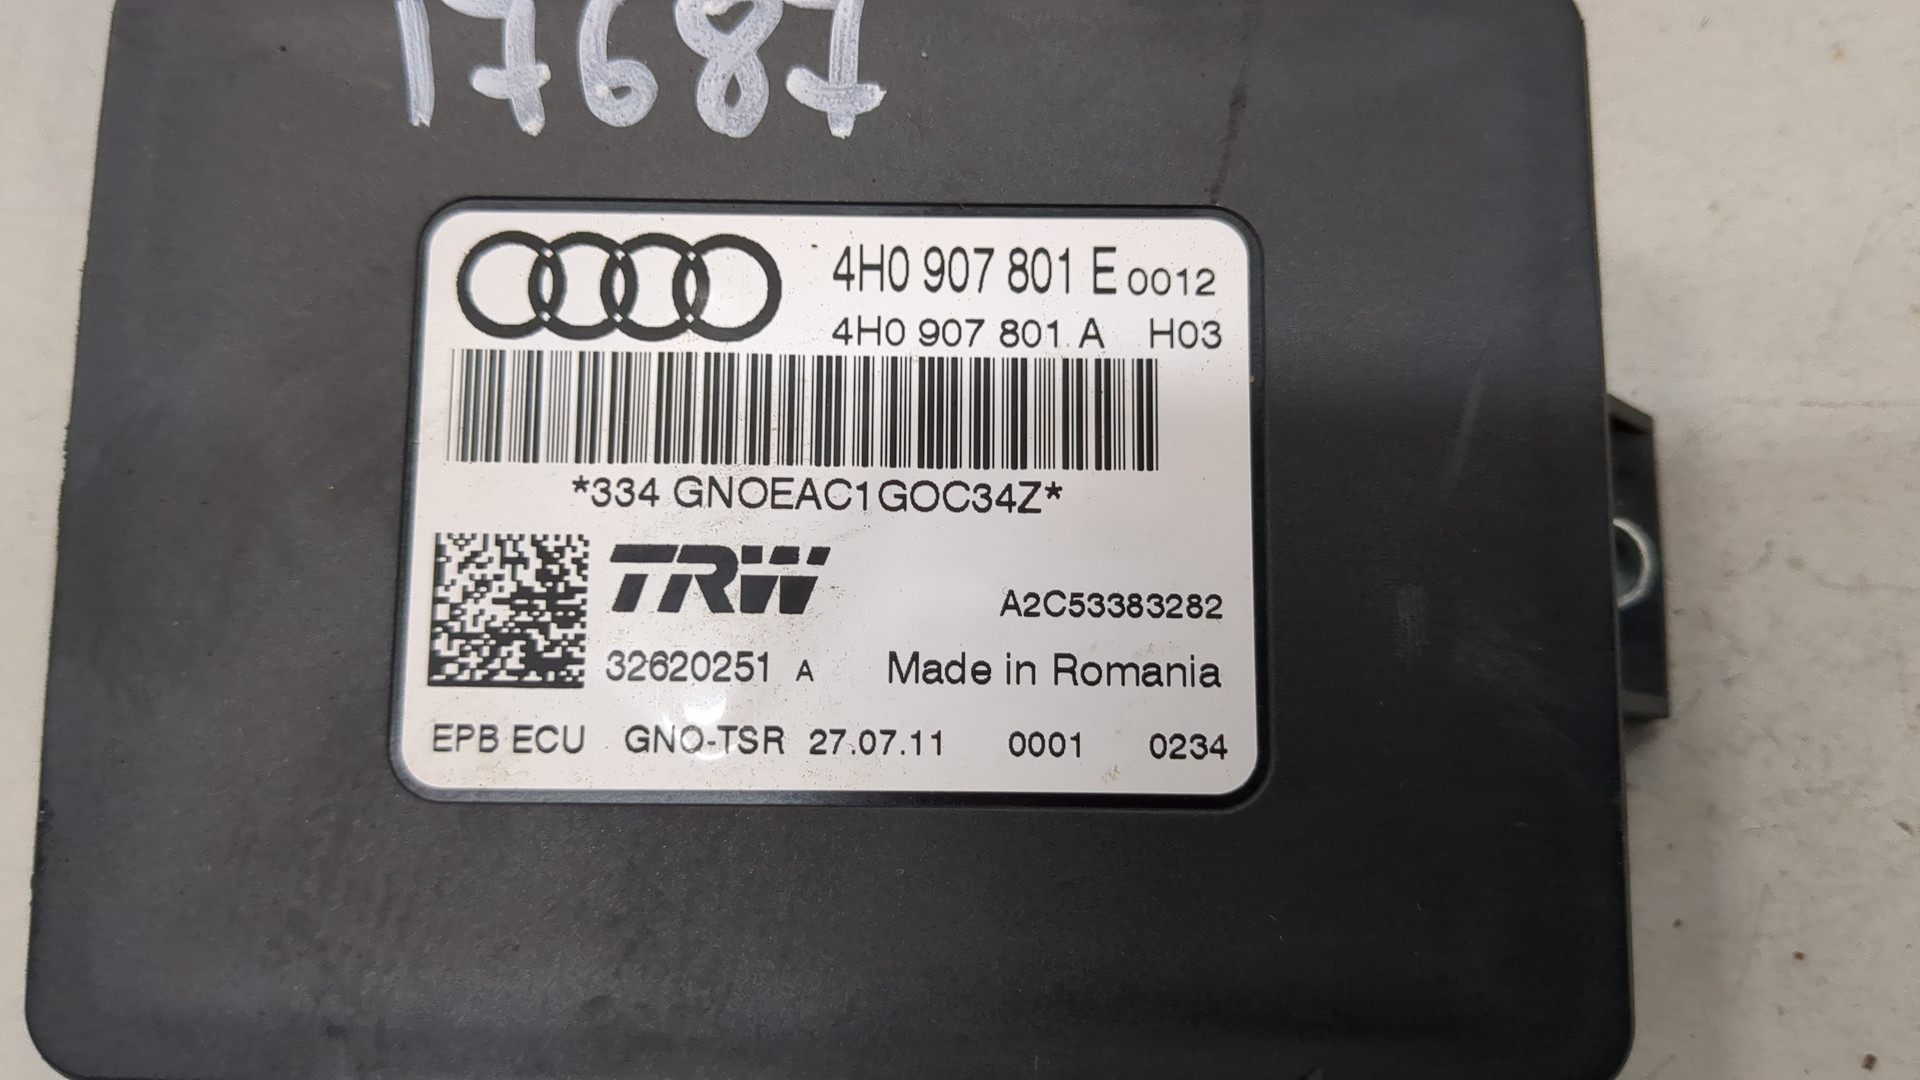 17687
4H0 907 801 E 0012
4H0 907 801 A H03
*334 GNOEAC1GOC34Z*
TRW
A2C53383282
32620251 A Made in Romania
EPB ECU GNO-TSR 27.07.11 0001 0234